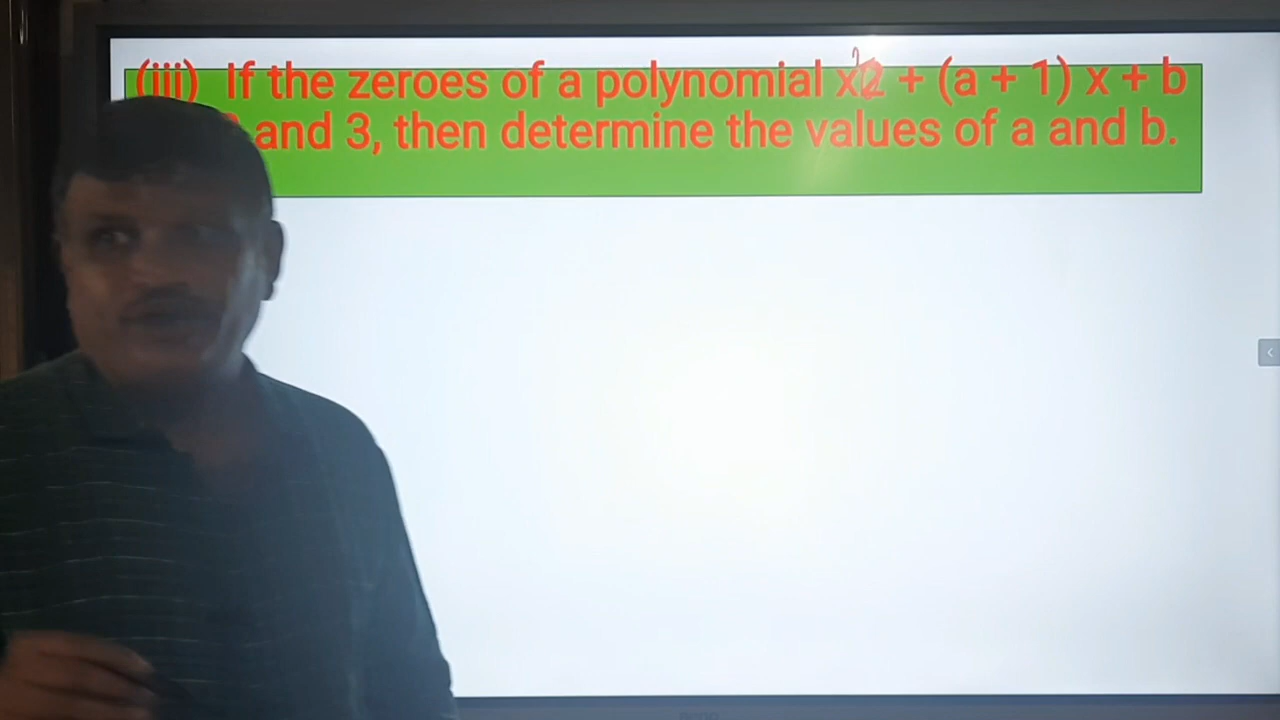 (iii) If the zeroes of a polynomial x2 + (a + 1) x + b
and 3, then determine the values of a and b.